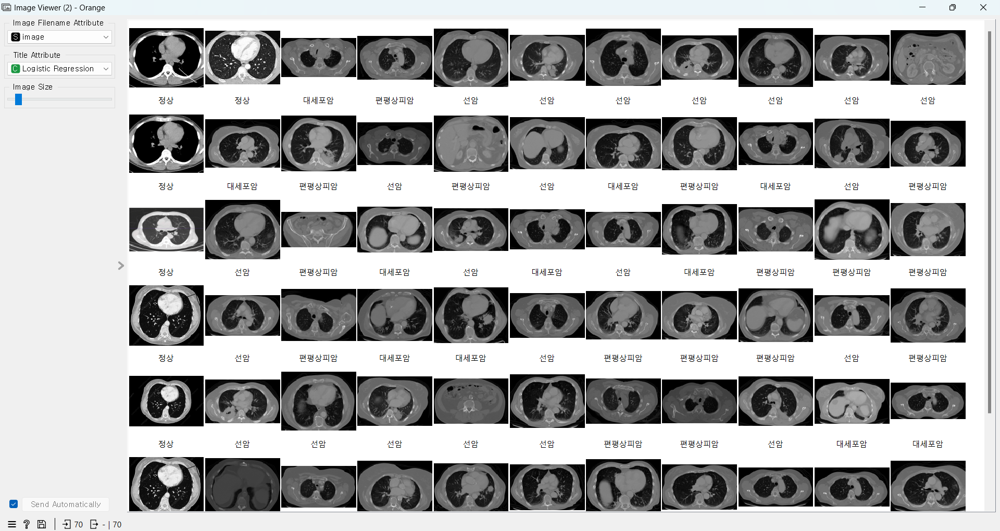 Image Viewer (2) - Orange
Image Filename Attribute
S image
Title Attribute
C Logistic Regression
Image Size
정상 정상 대세포암 편평상피암 선암 선암 선암 선암 선암 선암 선암
정상 대세포암 편평상피암 선암 편평상피암 선암 대세포암 편평상피암 대세포암 선암 편평상피암
정상 선암 편평상피암 대세포암 선암 대세포암 선암 대세포암 편평상피암 편평상피암 편평상피암
정상 선암 편평상피암 대세포암 대세포암 선암 편평상피암 편평상피암 편평상피암 선암 편평상피암
정상 선암 선암 선암 선암 선암 편평상피암 편평상피암 선암 대세포암 대세포암
Send Automatically
? 70 - | 70